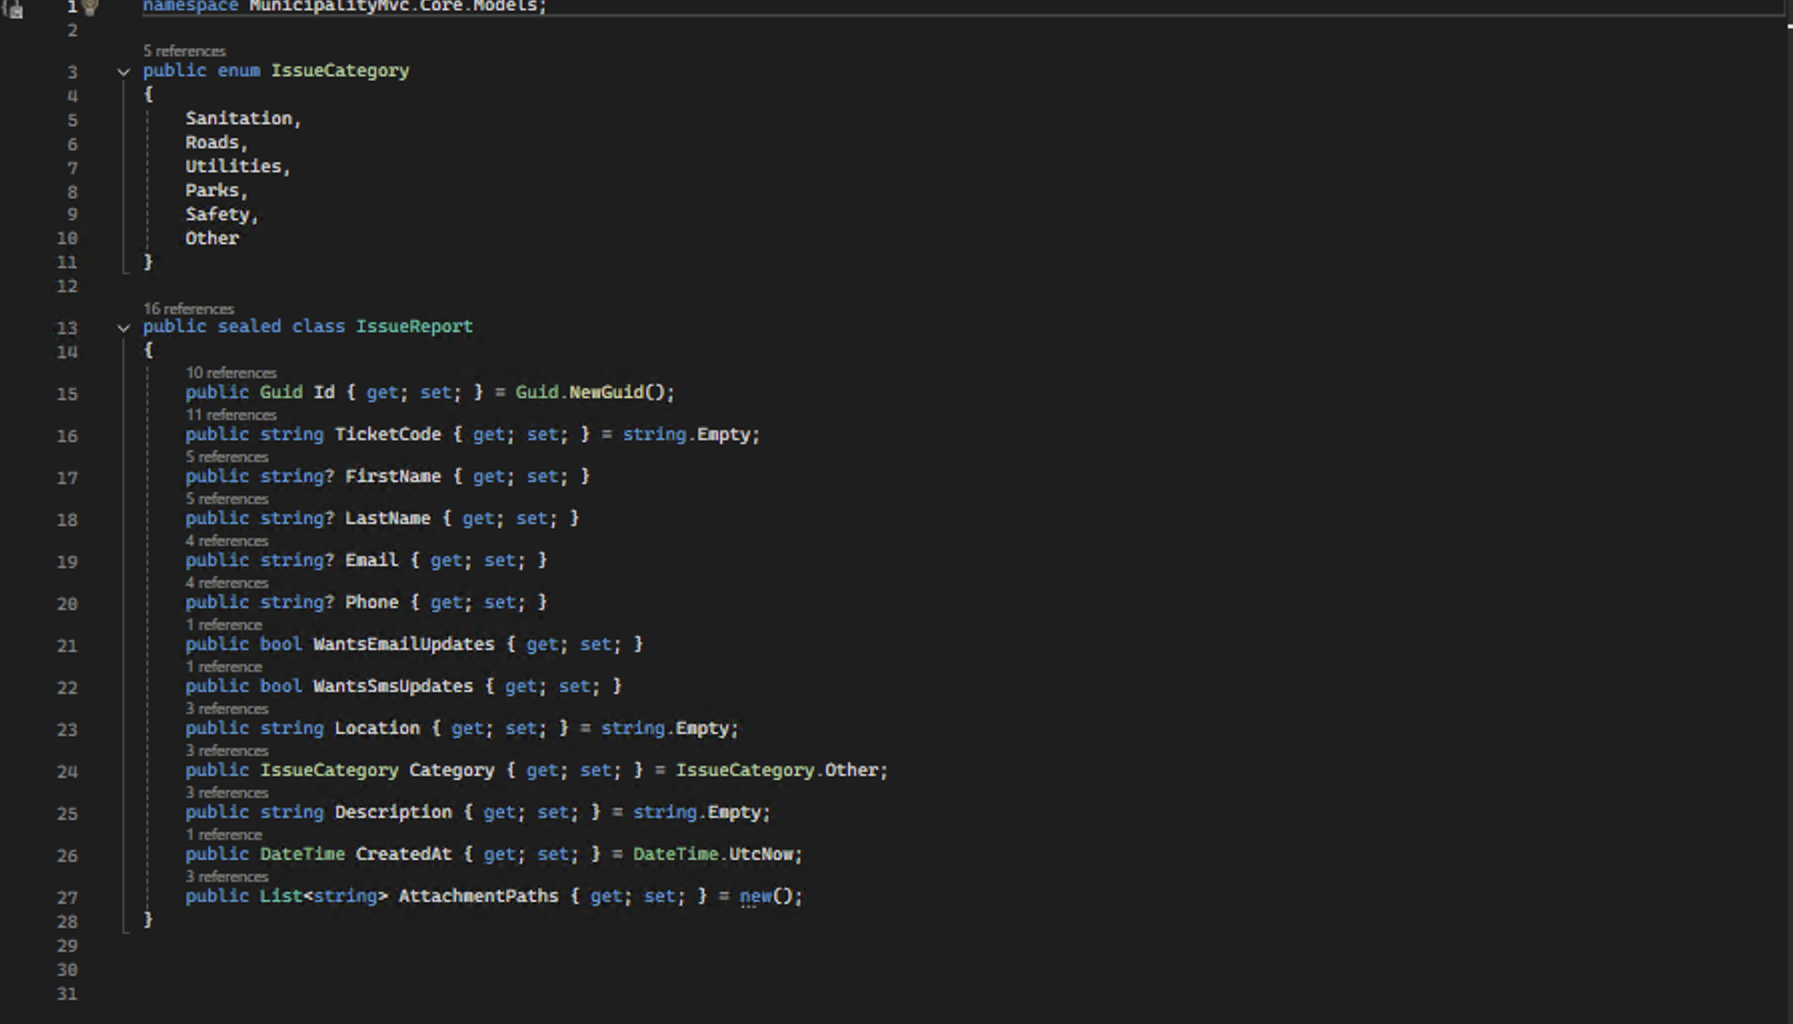 1 namespace MunicipalityMvc.Core.Models;
2
5 references
3 public enum IssueCategory
4 {
5 Sanitation,
6 Roads,
7 Utilities,
8 Parks,
9 Safety,
10 Other
11 }
12
16 references
13 public sealed class IssueReport
14 {
10 references
15 public Guid Id { get; set; } = Guid.NewGuid();
11 references
16 public string TicketCode { get; set; } = string.Empty;
5 references
17 public string? FirstName { get; set; }
5 references
18 public string? LastName { get; set; }
4 references
19 public string? Email { get; set; }
4 references
20 public string? Phone { get; set; }
1 reference
21 public bool WantsEmailUpdates { get; set; }
1 reference
22 public bool WantsSmsUpdates { get; set; }
3 references
23 public string Location { get; set; } = string.Empty;
3 references
24 public IssueCategory Category { get; set; } = IssueCategory.Other;
3 references
25 public string Description { get; set; } = string.Empty;
1 reference
26 public DateTime CreatedAt { get; set; } = DateTime.UtcNow;
3 references
27 public List<string> AttachmentPaths { get; set; } = new();
28 }
29
30
31